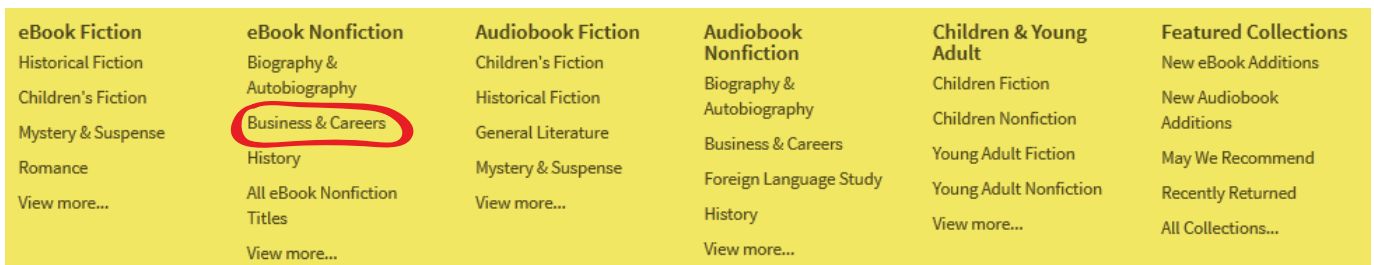 eBook Fiction
Historical Fiction
Children's Fiction
Mystery & Suspense
Romance
View more...
eBook Nonfiction
Biography &
Autobiography
Business & Careers
History
All eBook Nonfiction
Titles
View more...
Audiobook Fiction
Children's Fiction
Historical Fiction
General Literature
Mystery & Suspense
View more...
Audiobook
Nonfiction
Biography &
Autobiography
Business & Careers
Foreign Language Study
History
View more...
Children & Young
Adult
Children Fiction
Children Nonfiction
Young Adult Fiction
Young Adult Nonfiction
View more...
Featured Collections
New eBook Additions
New Audiobook
Additions
May We Recommend
Recently Returned
All Collections...